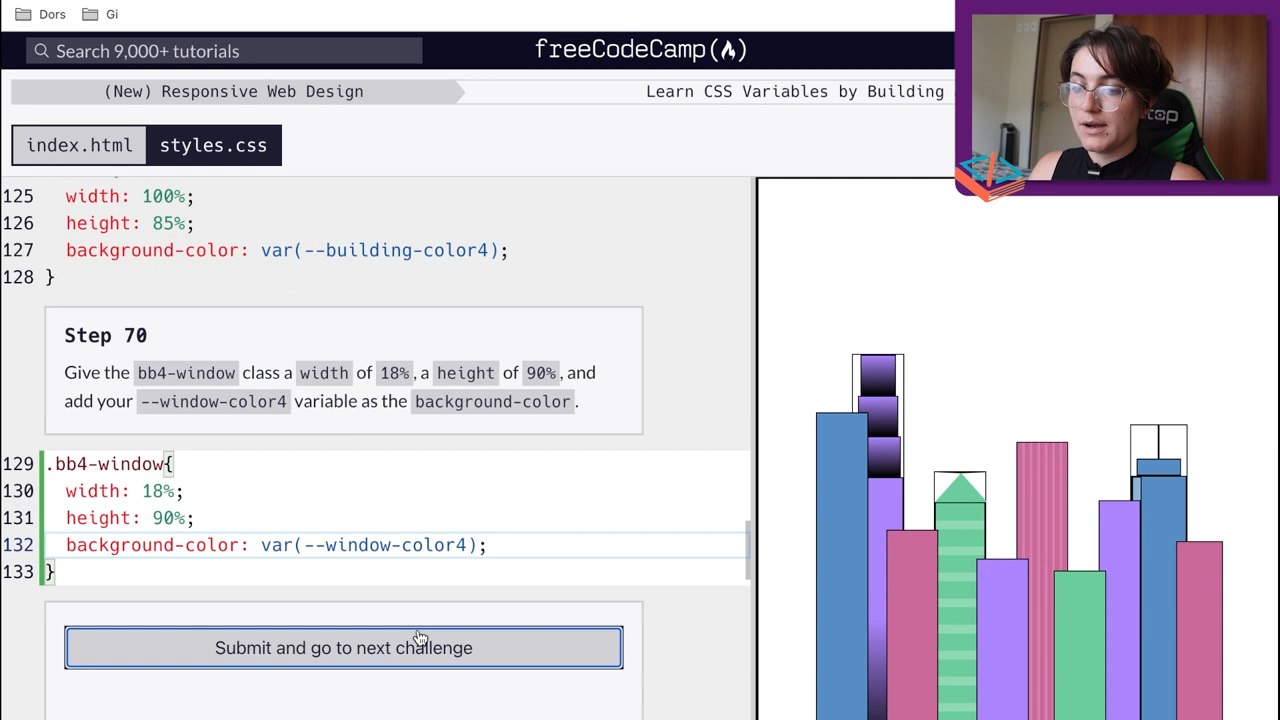 Dors Gi
Search 9,000+ tutorials
freeCodeCamp(🔥)
(New) Responsive Web Design
Learn CSS Variables by Building
index.html styles.css
125 width: 100%;
126 height: 85%;
127 background-color: var(--building-color4);
128 }
Step 70
Give the bb4-window class a width of 18%, a height of 90%, and
add your --window-color4 variable as the background-color.
129 .bb4-window{
130 width: 18%;
131 height: 90%;
132 background-color: var(--window-color4);
133 }
Submit and go to next challenge